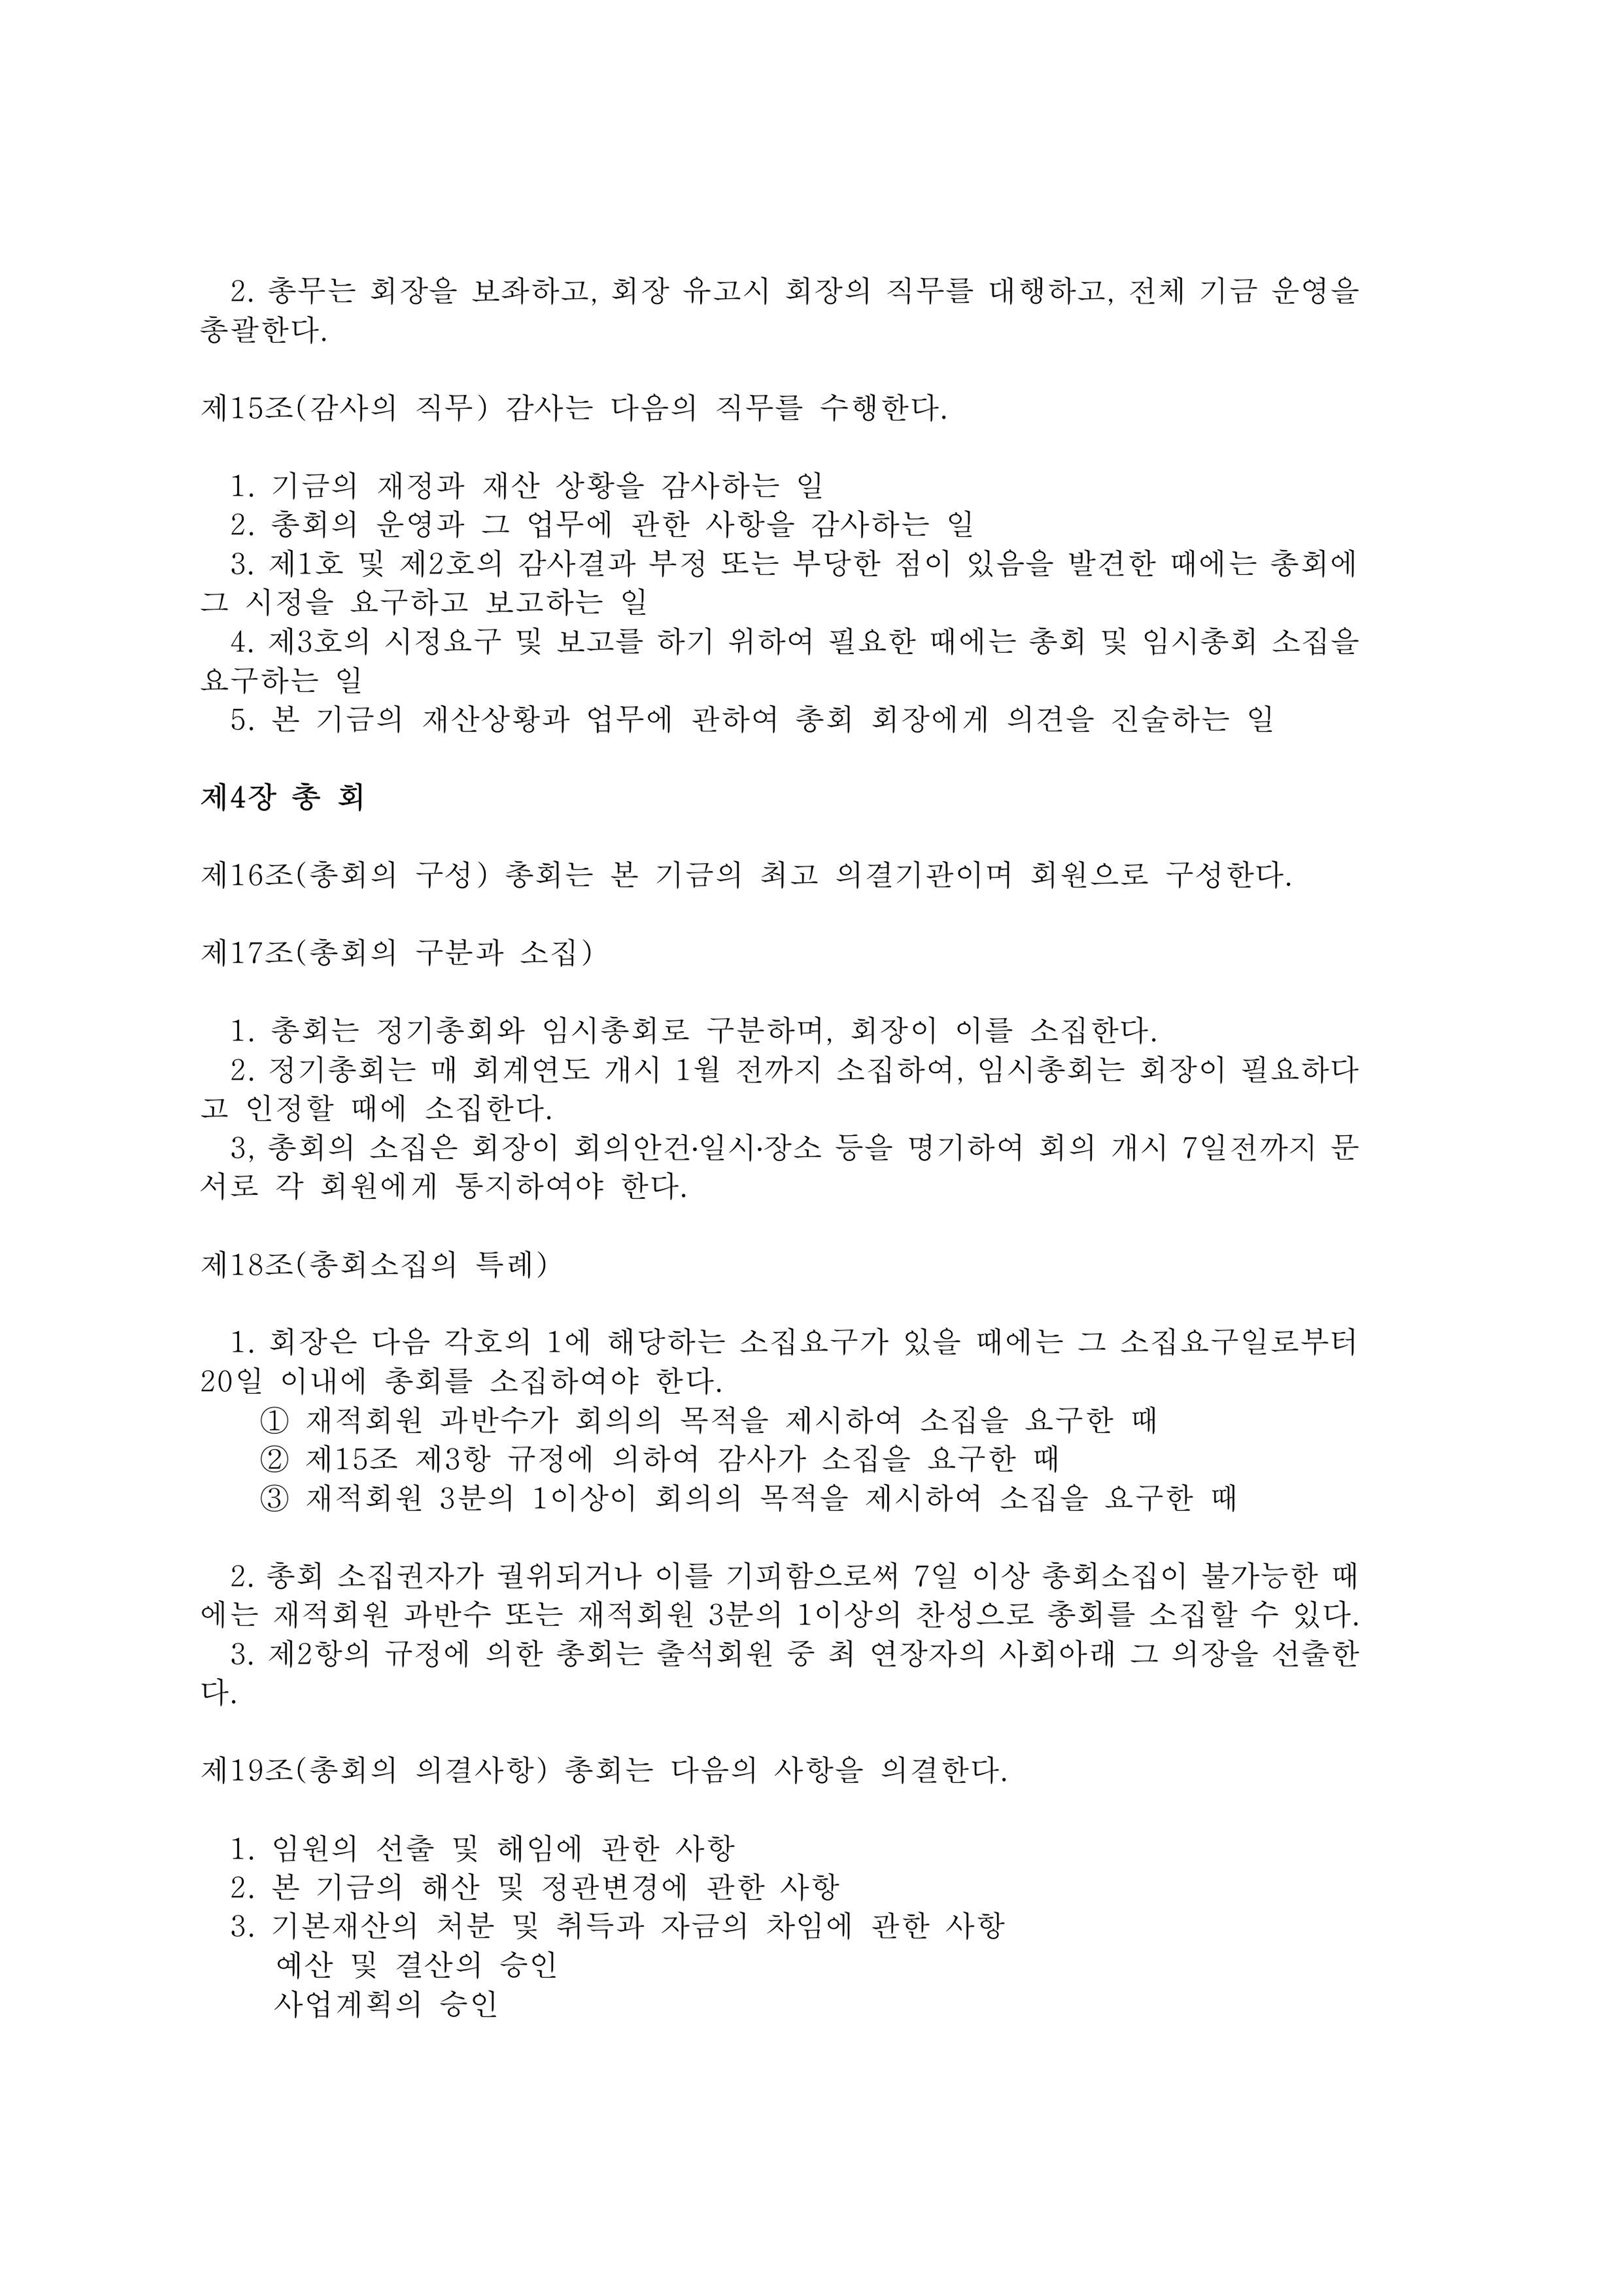 2. 총무는 회장을 보좌하고, 회장 유고시 회장의 직무를 대행하고, 전체 기금 운영을
총괄한다.
제15조(감사의 직무) 감사는 다음의 직무를 수행한다.
1. 기금의 재정과 재산 상황을 감사하는 일
2. 총회의 운영과 그 업무에 관한 사항을 감사하는 일
3. 제1호 및 제2호의 감사결과 부정 또는 부당한 점이 있음을 발견한 때에는 총회에
그 시정을 요구하고 보고하는 일
4. 제3호의 시정요구 및 보고를 하기 위하여 필요한 때에는 총회 및 임시총회 소집을
요구하는 일
5. 본 기금의 재산상황과 업무에 관하여 총회 회장에게 의견을 진술하는 일
제4장 총 회
제16조(총회의 구성) 총회는 본 기금의 최고 의결기관이며 회원으로 구성한다.
제17조(총회의 구분과 소집)
1. 총회는 정기총회와 임시총회로 구분하며, 회장이 이를 소집한다.
2. 정기총회는 매 회계연도 개시 1월 전까지 소집하여, 임시총회는 회장이 필요하다
고 인정할 때에 소집한다.
3, 총회의 소집은 회장이 회의안건·일시·장소 등을 명기하여 회의 개시 7일전까지 문
서로 각 회원에게 통지하여야 한다.
제18조(총회소집의 특례)
1. 회장은 다음 각호의 1에 해당하는 소집요구가 있을 때에는 그 소집요구일로부터
20일 이내에 총회를 소집하여야 한다.
① 재적회원 과반수가 회의의 목적을 제시하여 소집을 요구한 때
② 제15조 제3항 규정에 의하여 감사가 소집을 요구한 때
③ 재적회원 3분의 1이상이 회의의 목적을 제시하여 소집을 요구한 때
2. 총회 소집권자가 궐위되거나 이를 기피함으로써 7일 이상 총회소집이 불가능한 때
에는 재적회원 과반수 또는 재적회원 3분의 1이상의 찬성으로 총회를 소집할 수 있다.
3. 제2항의 규정에 의한 총회는 출석회원 중 최 연장자의 사회아래 그 의장을 선출한
다.
제19조(총회의 의결사항) 총회는 다음의 사항을 의결한다.
1. 임원의 선출 및 해임에 관한 사항
2. 본 기금의 해산 및 정관변경에 관한 사항
3. 기본재산의 처분 및 취득과 자금의 차임에 관한 사항
예산 및 결산의 승인
사업계획의 승인